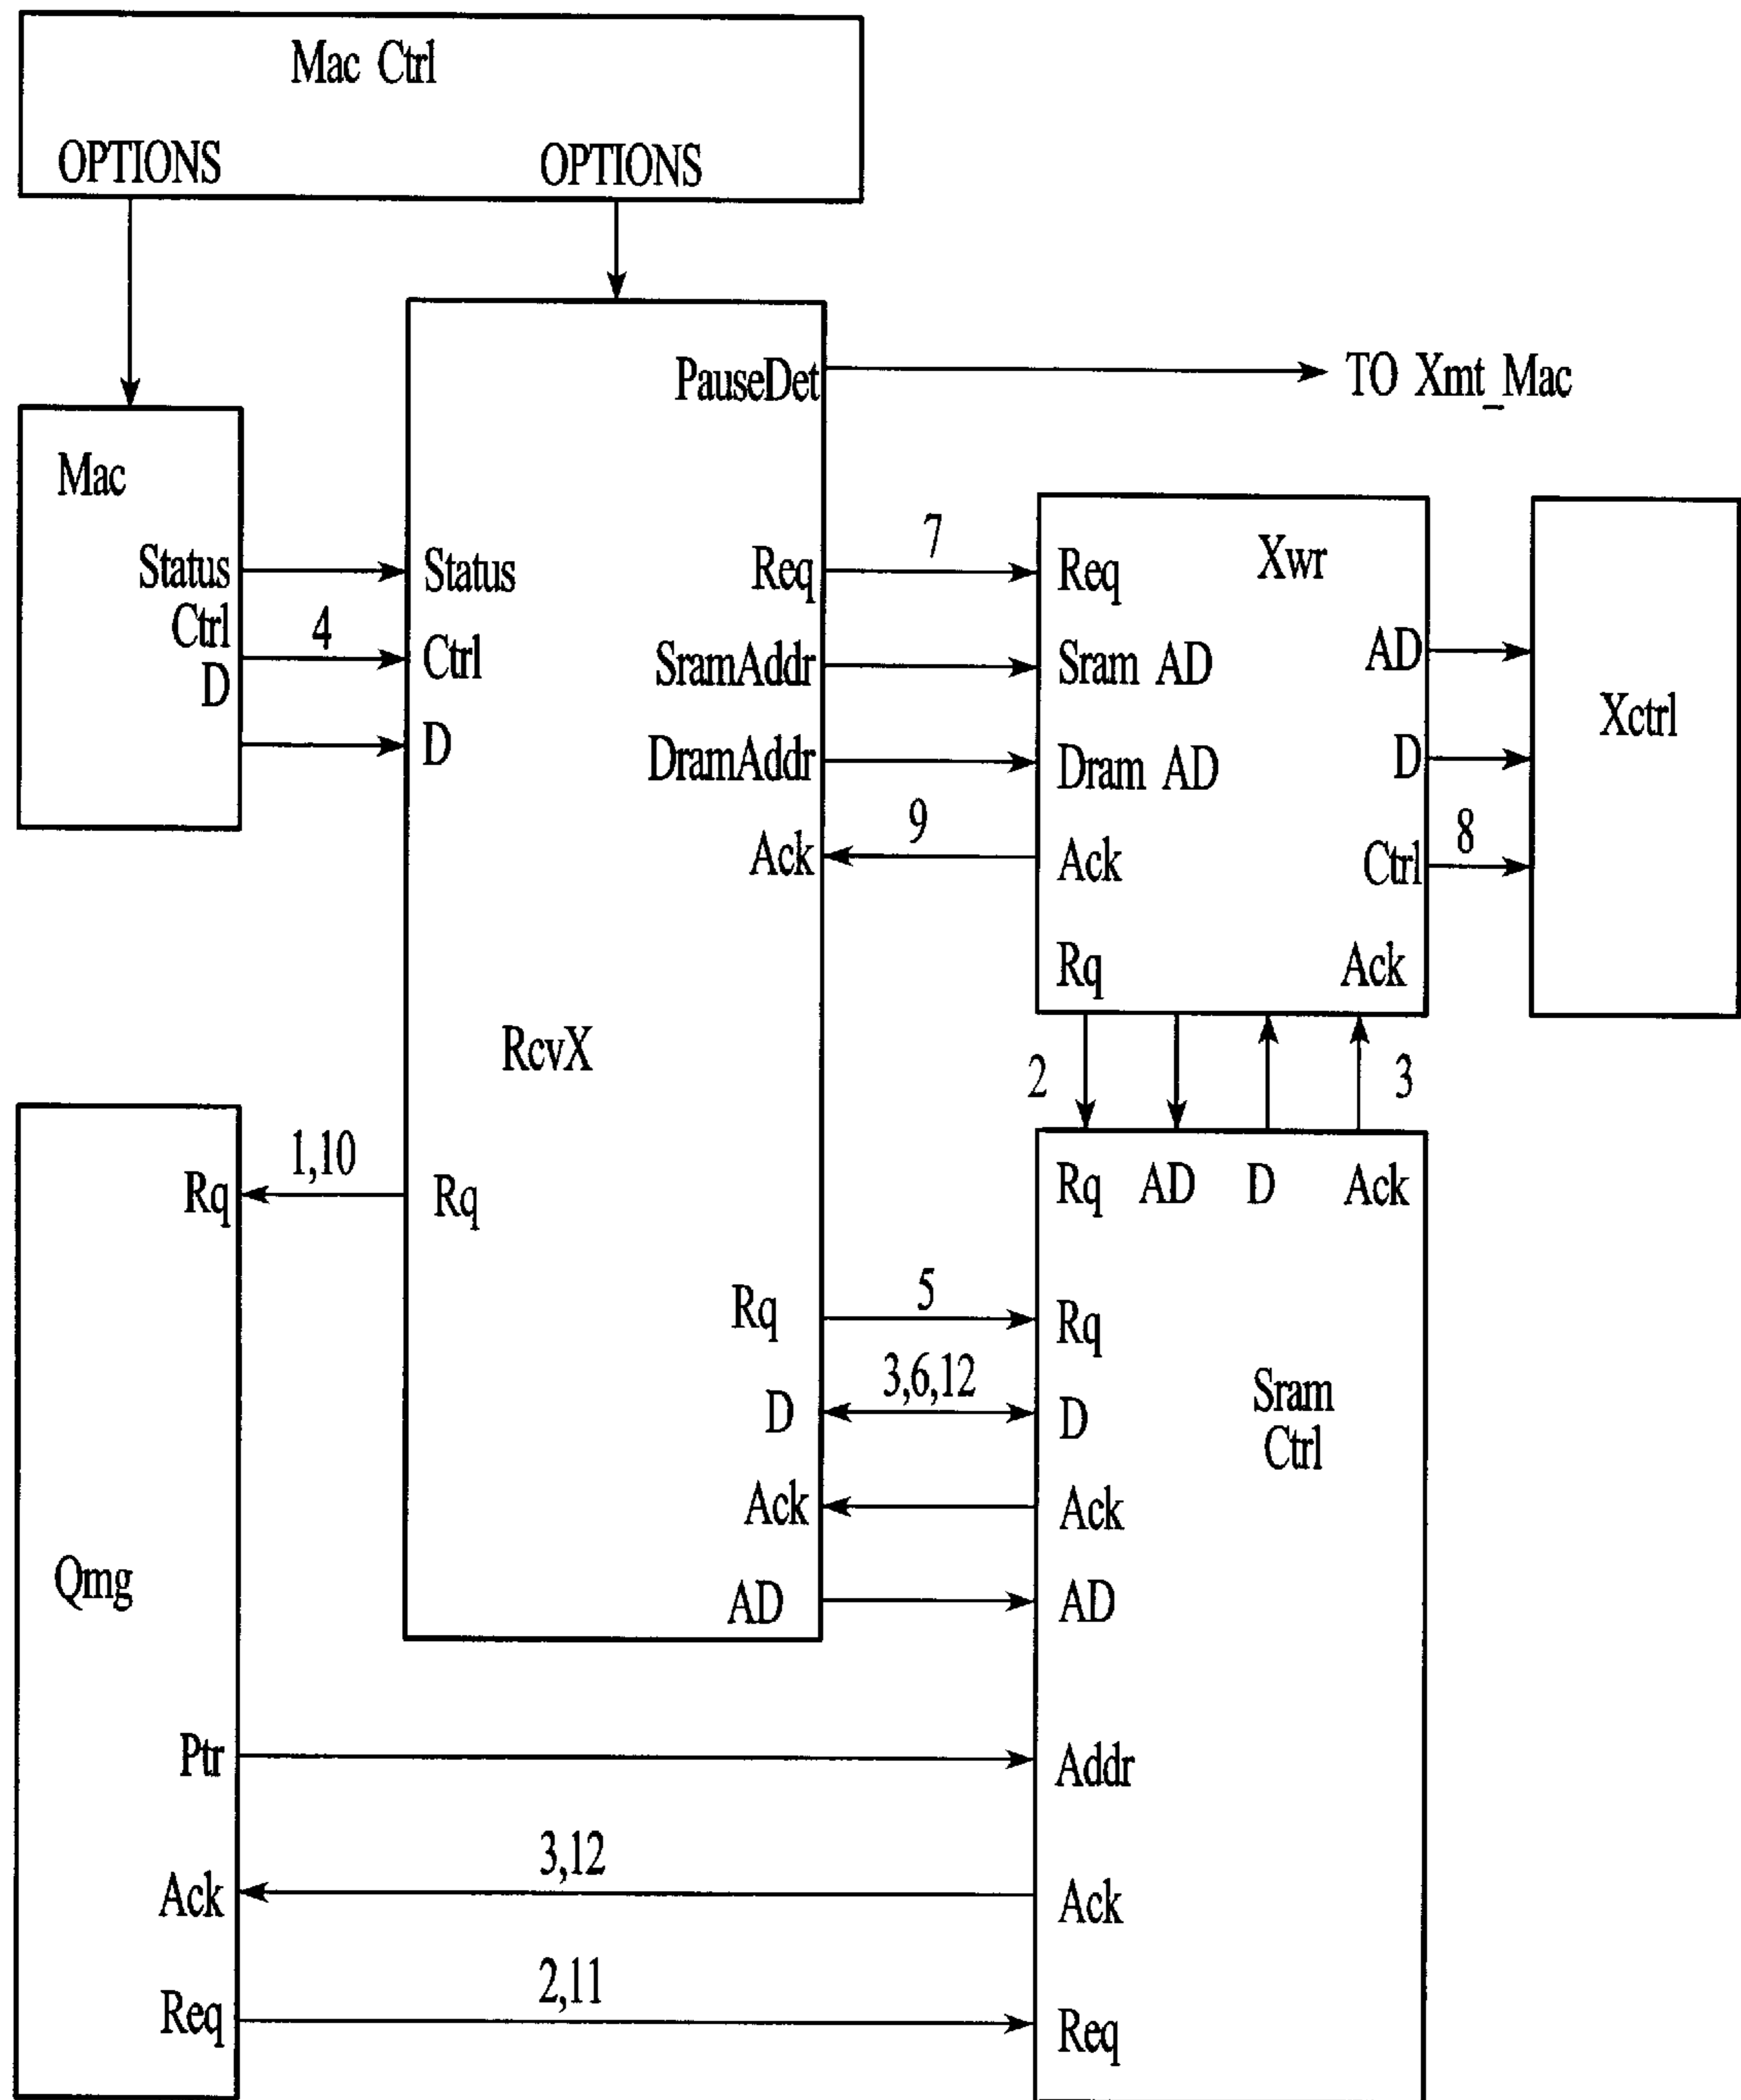 Mac Ctrl
OPTIONS OPTIONS
PauseDet
TO Xmt_Mac
Mac
Status
Ctrl
D
4
Status
Ctrl
D
Req
SramAddr
DramAddr
Ack
7
9
Req
Xwr
Sram AD
Dram AD
Ack
Rq
AD
D
Ctrl
Ack
8
Xctrl
RcvX
2
3
Rq AD D Ack
1,10
Rq
Rq
Rq
D
Ack
AD
5
3,6,12
Rq
D
Ack
AD
Sram
Ctrl
Qmg
Ptr
Addr
Ack
3,12
Ack
Req
2,11
Req